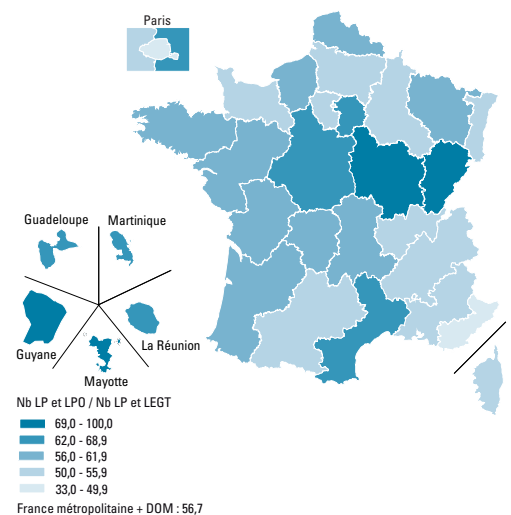 Paris
Guadeloupe
Martinique
Guyane
La Réunion
Mayotte
Nb LP et LPO / Nb LP et LEGT
69,0 - 100,0
62,0 - 68,9
56,0 - 61,9
50,0 - 55,9
33,0 - 49,9
France métropolitaine + DOM : 56,7